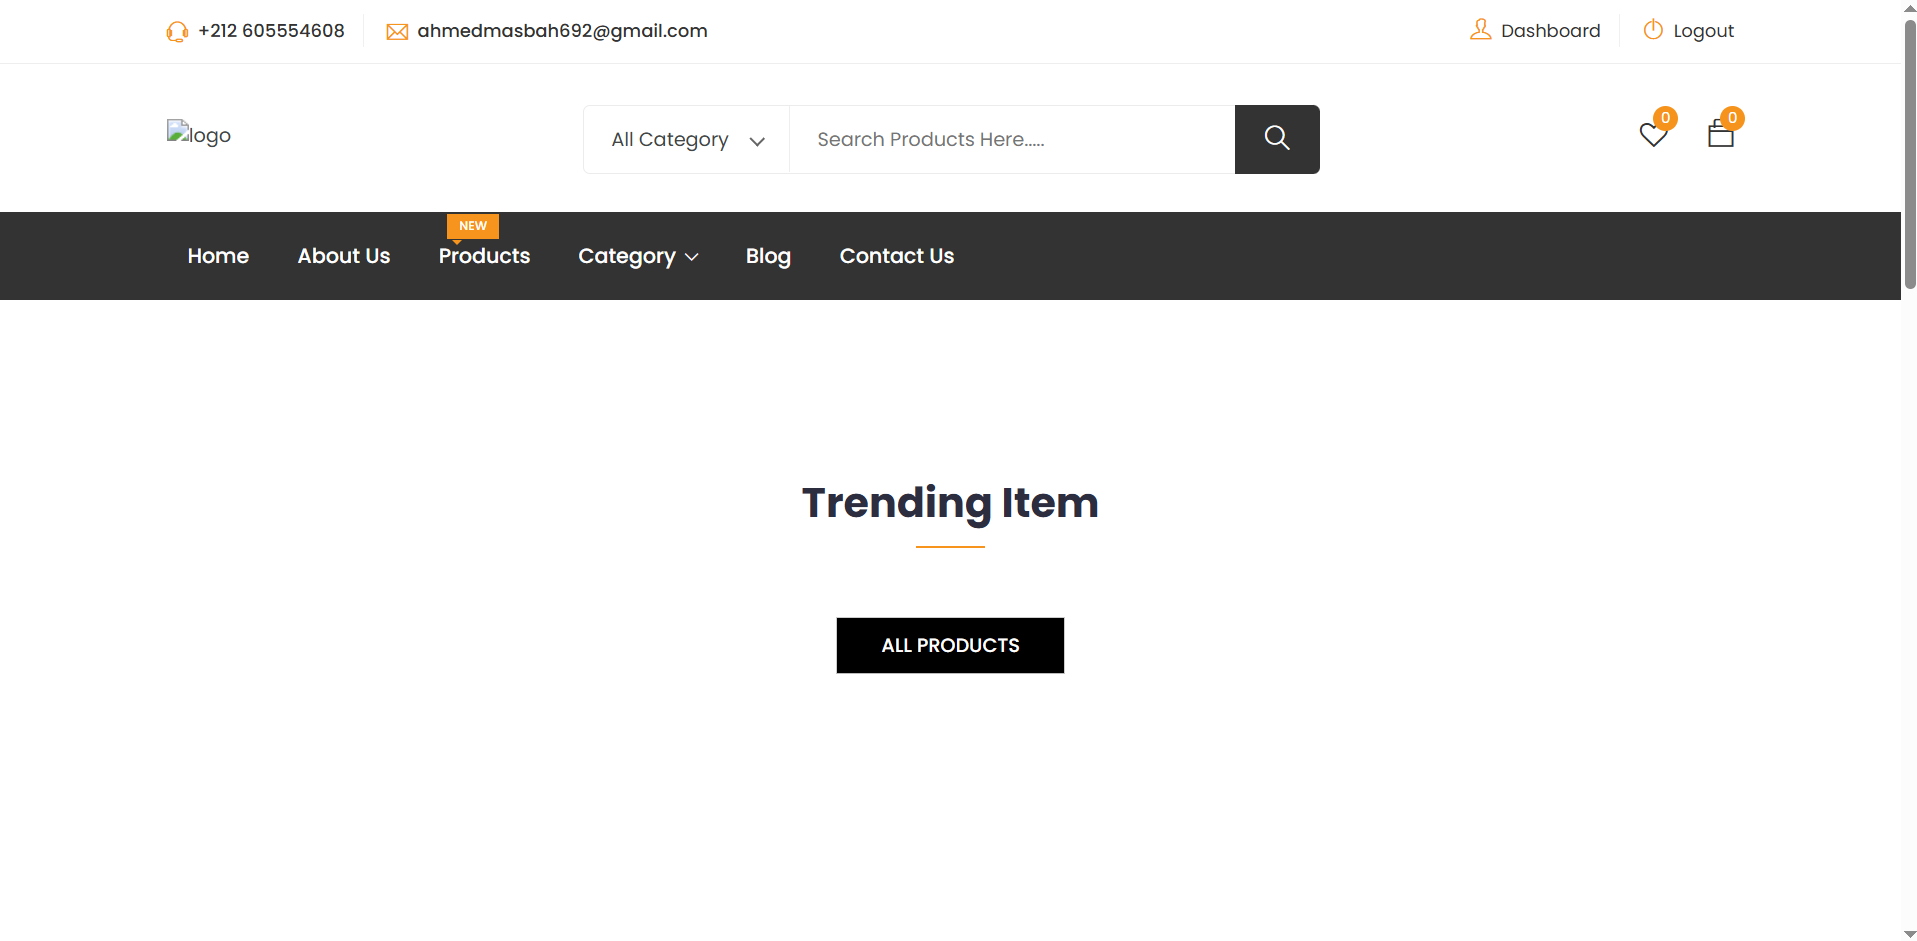 +212 605554608
ahmedmasbah692@gmail.com
Dashboard
Logout
logo
All Category
Search Products Here.....
0
0
NEW
Home
About Us
Products
Category
Blog
Contact Us
Trending Item
ALL PRODUCTS